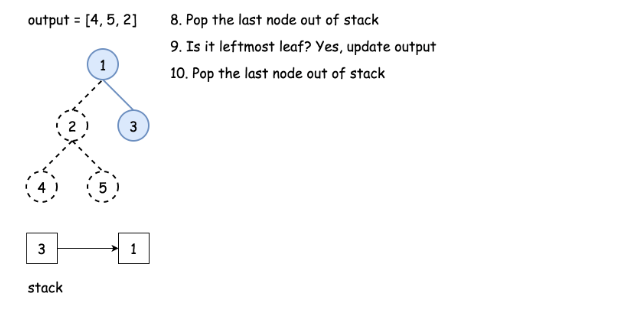 output = [4, 5, 2]
8. Pop the last node out of stack
9. Is it leftmost leaf? Yes, update output
10. Pop the last node out of stack
1
2
3
4
5
3
1
stack